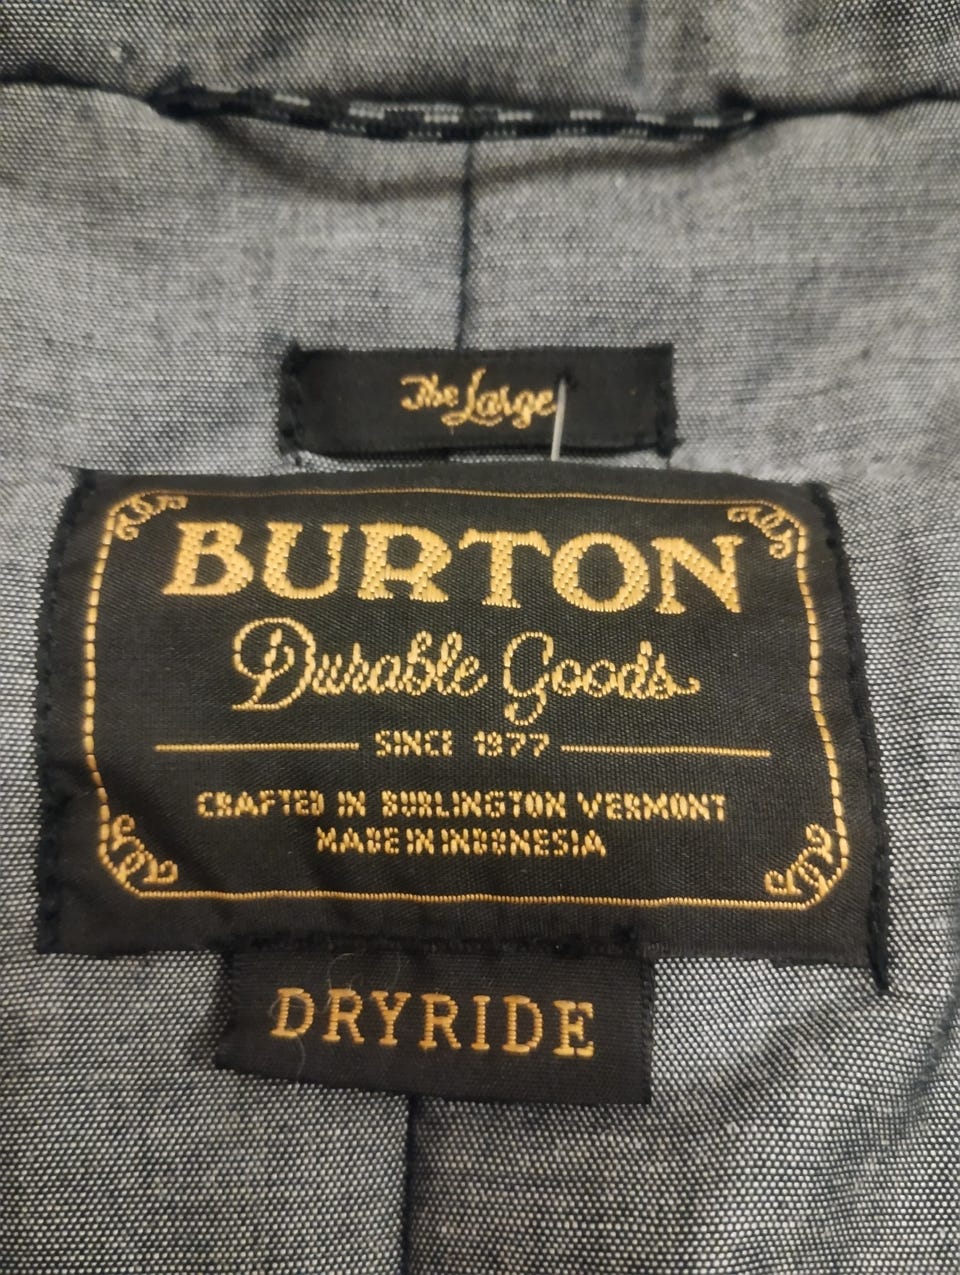 The Large
BURTON
Durable Goods
SINCE 1977
CRAFTED IN BURLINGTON VERMONT
MADE IN INDONESIA
DRYRIDE